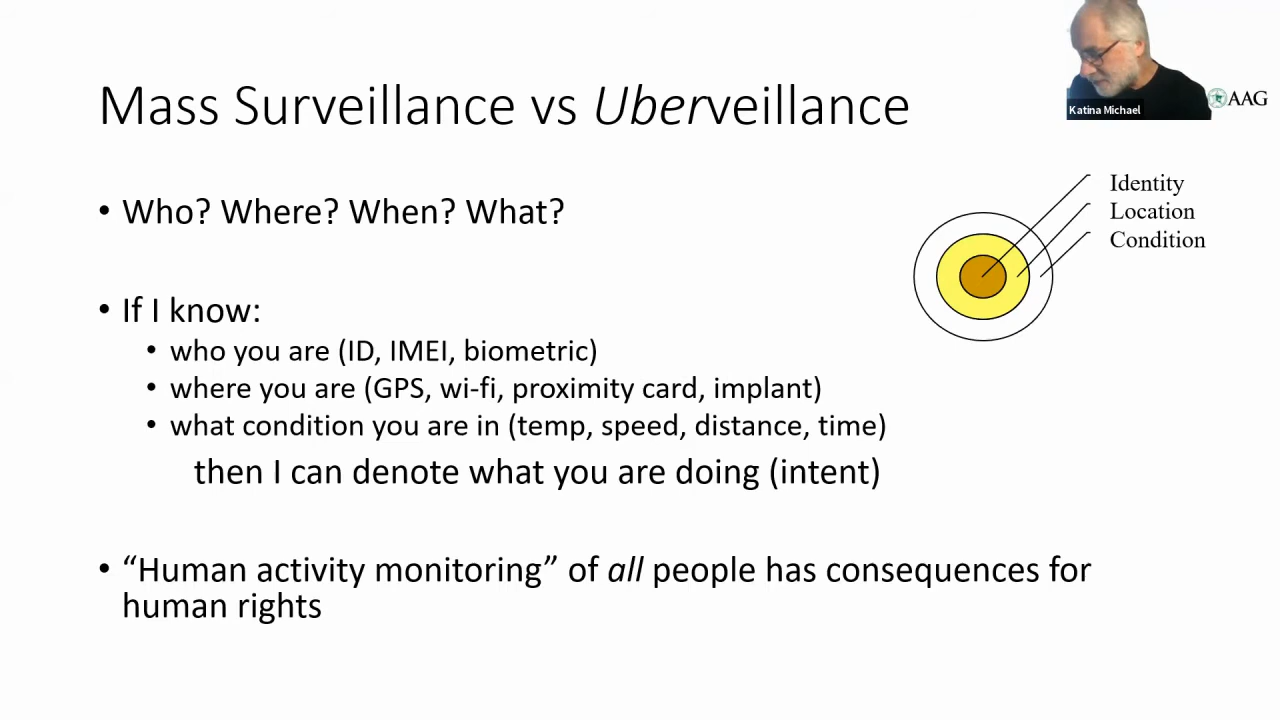 Mass Surveillance vs Uberveillance
Katina Michael
AAG
• Who? Where? When? What?
Identity
Location
Condition
• If I know:
• who you are (ID, IMEI, biometric)
• where you are (GPS, wi-fi, proximity card, implant)
• what condition you are in (temp, speed, distance, time)
then I can denote what you are doing (intent)
• “Human activity monitoring” of all people has consequences for
human rights